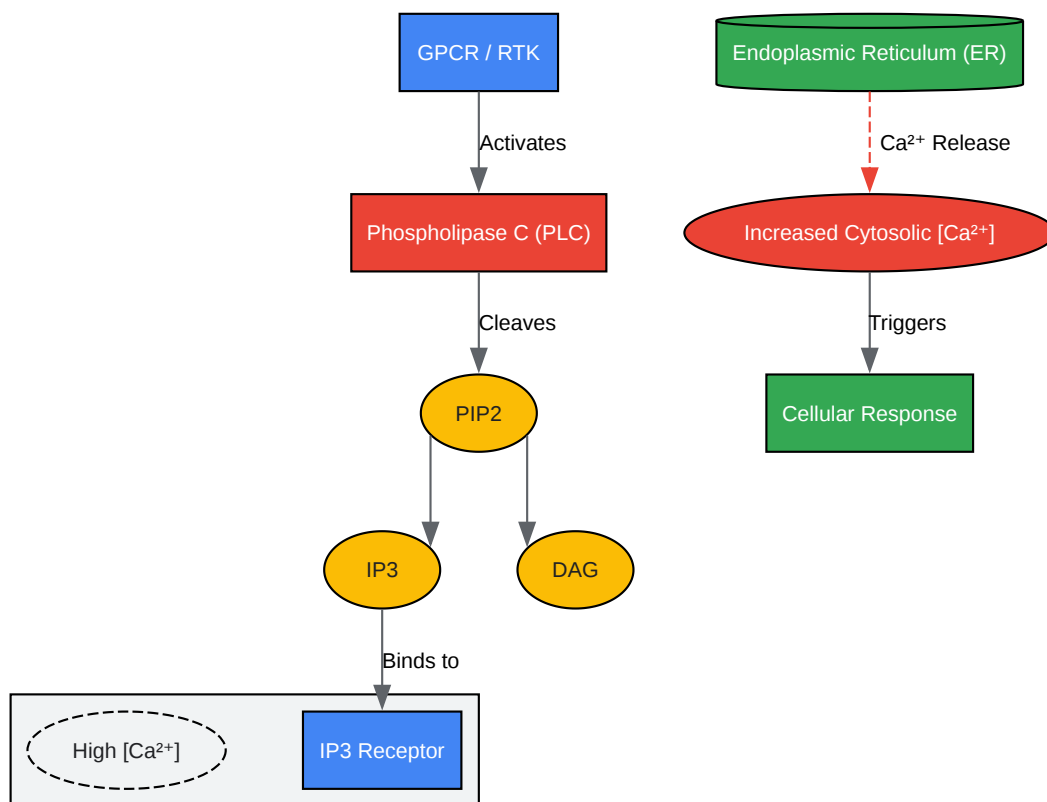 GPCR / RTK
Endoplasmic Reticulum (ER)
Activates
Ca²⁺ Release
Phospholipase C (PLC)
Increased Cytosolic [Ca²⁺]
Cleaves
Triggers
PIP2
Cellular Response
IP3
DAG
Binds to
High [Ca²⁺]
IP3 Receptor